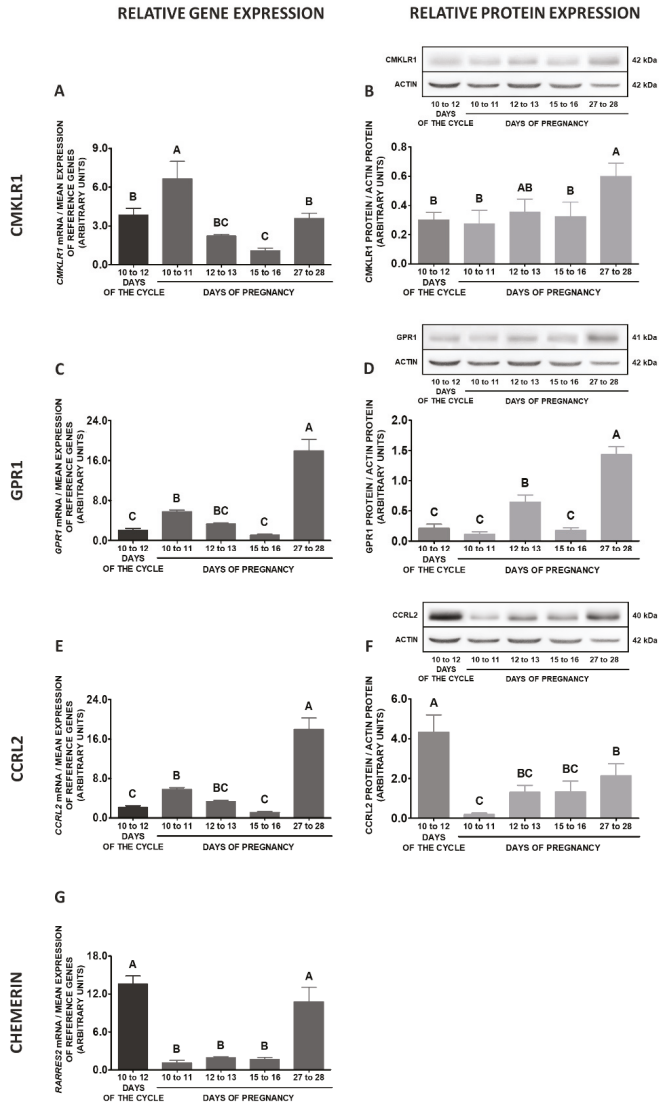 RELATIVE GENE EXPRESSION
RELATIVE PROTEIN EXPRESSION
CMKLR1
A
CMKLR1 mRNA / MEAN EXPRESSION
OF REFERENCE GENES
(ARBITRARY UNITS)
9.0
6.0
3.0
0.0
B
A
BC
C
B
10 to 12 10 to 11 12 to 13 15 to 16 27 to 28
DAYS
OF THE CYCLE
DAYS OF PREGNANCY
B
CMKLR1
42 kDa
ACTIN
42 kDa
10 to 12 10 to 11 12 to 13 15 to 16 27 to 28
DAYS
OF THE CYCLE
DAYS OF PREGNANCY
CMKLR1 PROTEIN / ACTIN PROTEIN
(ARBITRARY UNITS)
0.8
0.6
0.4
0.2
0.0
B
B
AB
B
A
10 to 12 10 to 11 12 to 13 15 to 16 27 to 28
DAYS
OF THE CYCLE
DAYS OF PREGNANCY
GPR1
C
GPR1 mRNA / MEAN EXPRESSION
OF REFERENCE GENES
(ARBITRARY UNITS)
24.0
16.0
8.0
0.0
C
B
BC
C
A
10 to 12 10 to 11 12 to 13 15 to 16 27 to 28
DAYS
OF THE CYCLE
DAYS OF PREGNANCY
D
GPR1
41 kDa
ACTIN
42 kDa
10 to 12 10 to 11 12 to 13 15 to 16 27 to 28
DAYS
OF THE CYCLE
DAYS OF PREGNANCY
GPR1 PROTEIN / ACTIN PROTEIN
(ARBITRARY UNITS)
2.0
1.5
1.0
0.5
0.0
C
C
B
C
A
10 to 12 10 to 11 12 to 13 15 to 16 27 to 28
DAYS
OF THE CYCLE
DAYS OF PREGNANCY
CCRL2
E
CCRL2 mRNA / MEAN EXPRESSION
OF REFERENCE GENES
(ARBITRARY UNITS)
24.0
16.0
8.0
0.0
C
B
BC
C
A
10 to 12 10 to 11 12 to 13 15 to 16 27 to 28
DAYS
OF THE CYCLE
DAYS OF PREGNANCY
F
CCRL2
40 kDa
ACTIN
42 kDa
10 to 12 10 to 11 12 to 13 15 to 16 27 to 28
DAYS
OF THE CYCLE
DAYS OF PREGNANCY
CCRL2 PROTEIN / ACTIN PROTEIN
(ARBITRARY UNITS)
6.0
4.0
2.0
0.0
A
C
BC
BC
B
10 to 12 10 to 11 12 to 13 15 to 16 27 to 28
DAYS
OF THE CYCLE
DAYS OF PREGNANCY
CHEMERIN
G
RARRES2 mRNA / MEAN EXPRESSION
OF REFERENCE GENES
(ARBITRARY UNITS)
18.0
12.0
6.0
0.0
A
B
B
B
A
10 to 12 10 to 11 12 to 13 15 to 16 27 to 28
DAYS
OF THE CYCLE
DAYS OF PREGNANCY